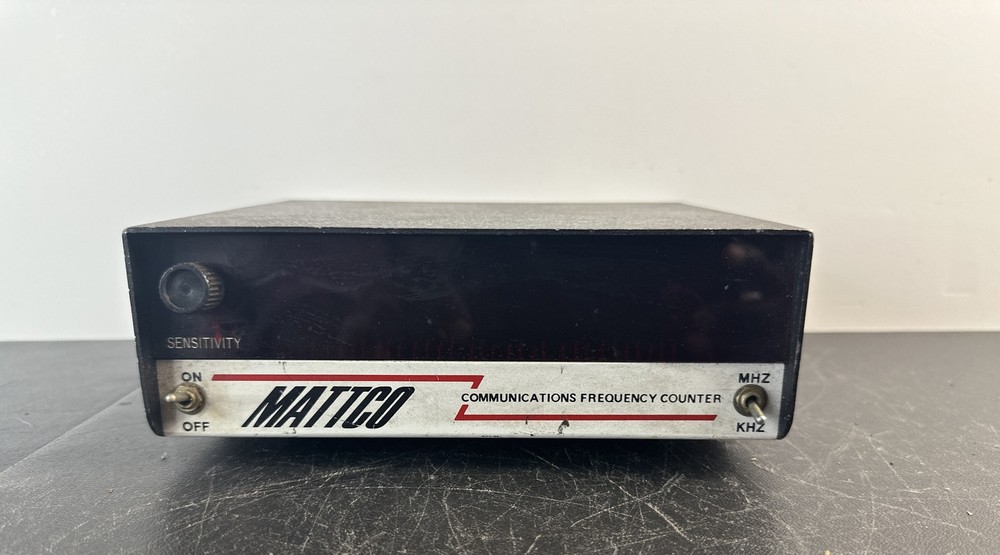 SENSITIVITY
ON
OFF
MATTCO
COMMUNICATIONS FREQUENCY COUNTER
MHZ
KHZ